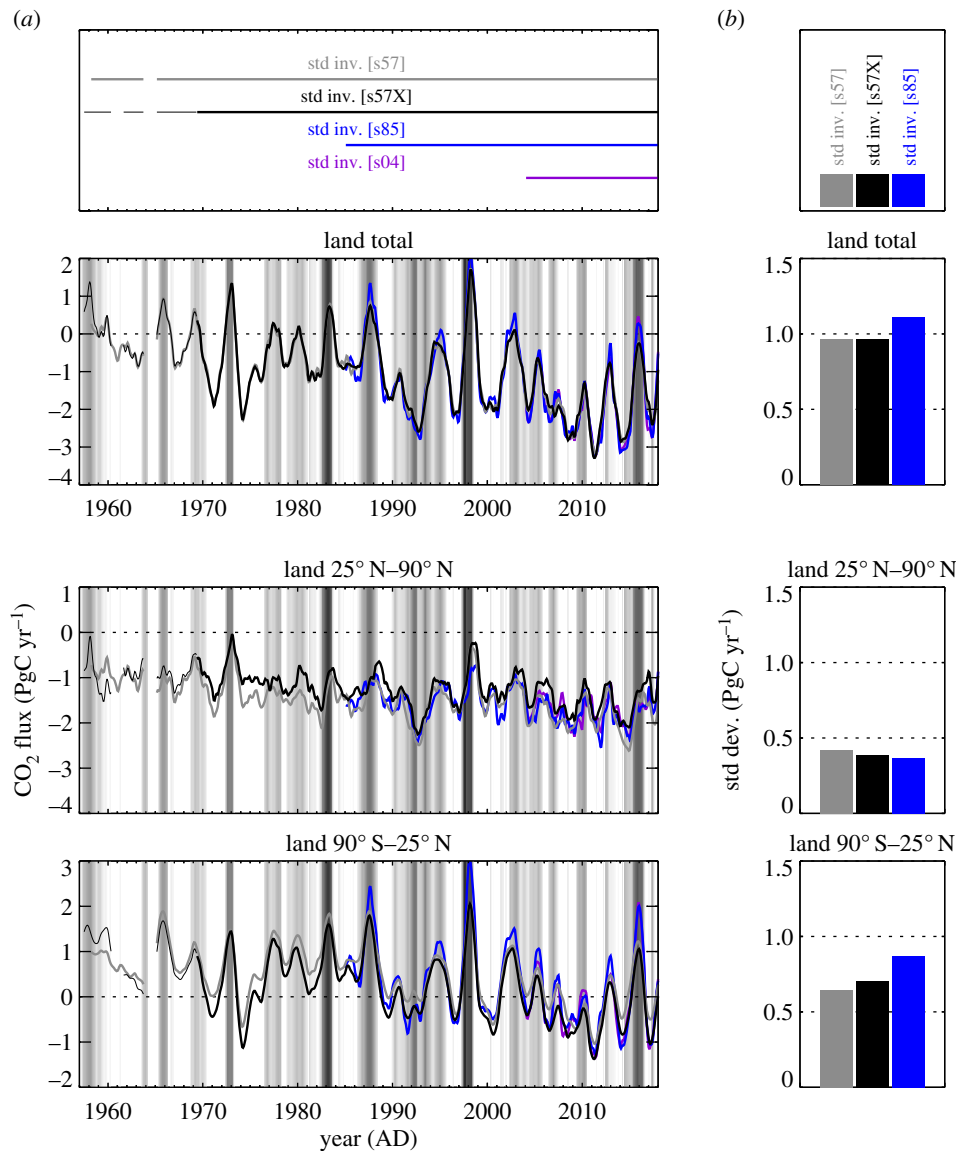 (a)
std inv. [s57]
std inv. [s57X]
std inv. [s85]
std inv. [s04]
land total
2
1
0
–1
–2
–3
–4
1960 1970 1980 1990 2000 2010
land 25° N–90° N
1
0
–1
–2
–3
–4
CO2 flux (PgC yr−1)
land 90° S–25° N
3
2
1
0
–1
–2
1960 1970 1980 1990 2000 2010
year (AD)
(b)
std inv. [s57]
std inv. [s57X]
std inv. [s85]
land total
1.5
1.0
0.5
0
land 25° N–90° N
1.5
1.0
0.5
0
std dev. (PgC yr−1)
land 90° S–25° N
1.5
1.0
0.5
0